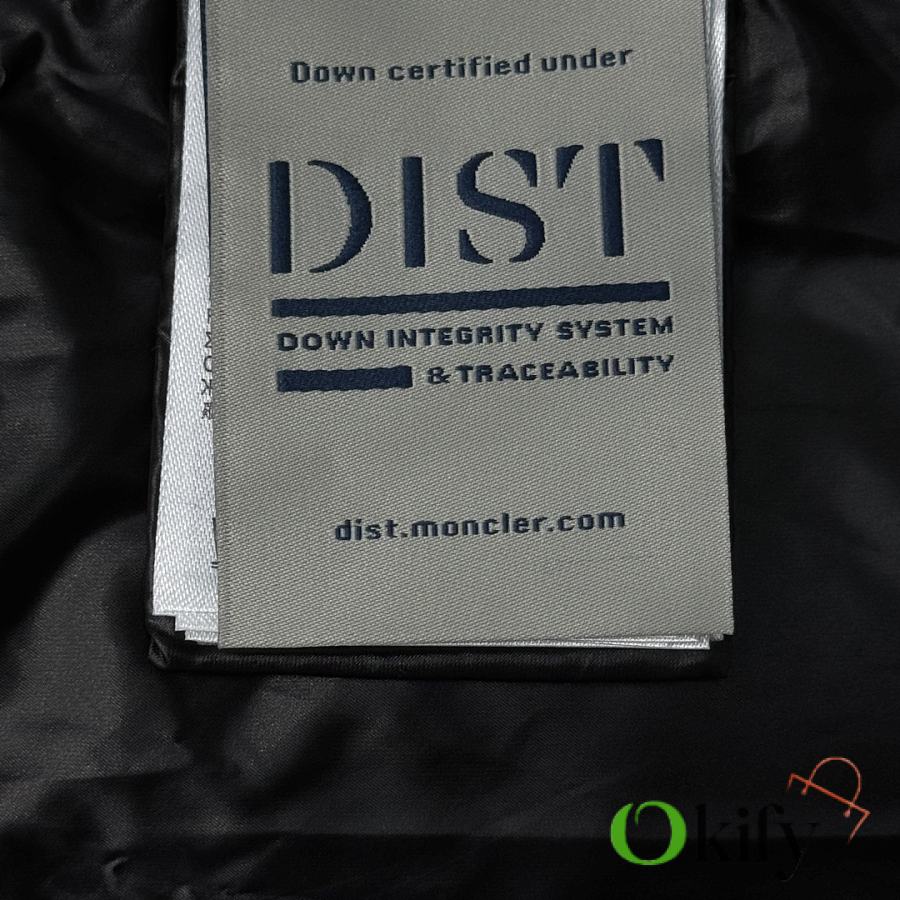 Down certified under
DIST
DOWN INTEGRITY SYSTEM
& TRACEABILITY
dist.moncler.com
Okify